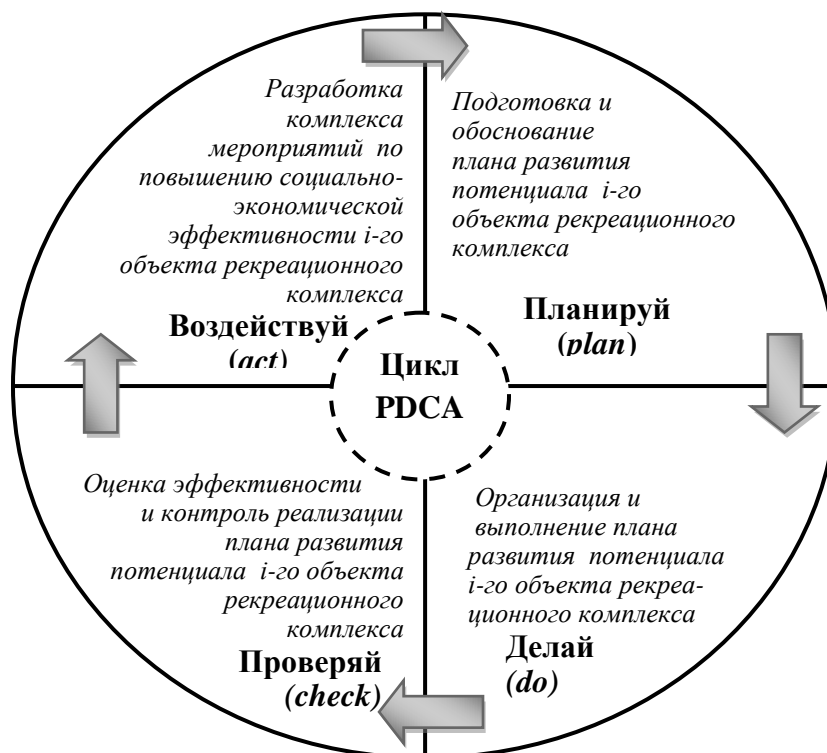 Разработка
комплекса
мероприятий по
повышению социально-
экономической
эффективности i-го
объекта рекреационного
комплекса
Воздействуй
(act)
Подготовка и
обоснование
плана развития
потенциала i-го
объекта рекреационного
комплекса
Планируй
(plan)
Цикл
PDCA
Оценка эффективности
и контроль реализации
плана развития
потенциала i-го объекта
рекреационного
комплекса
Проверяй
(check)
Организация и
выполнение плана
развития потенциала
i-го объекта рекреа-
ционного комплекса
Делай
(do)